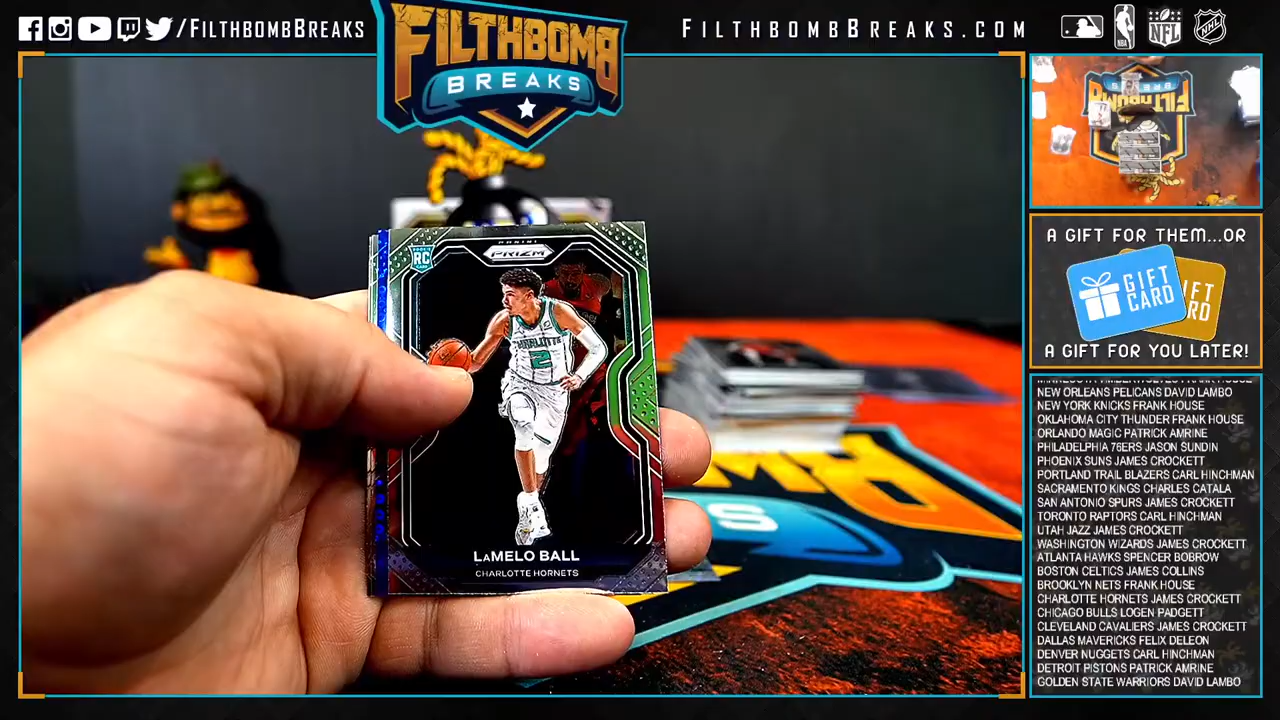 /FILTHBOMBBREAKS
FILTHBOMB
BREAKS
FILTHBOMBBREAKS.COM
NFL
NHL
PANINI
PRIZM
ROOKIE
RC
CHARLOTTE
2
LAMELO BALL
CHARLOTTE HORNETS
A GIFT FOR THEM...OR
GIFT
CARD
A GIFT FOR YOU LATER!
NEW ORLEANS PELICANS DAVID LAMBO
NEW YORK KNICKS FRANK HOUSE
OKLAHOMA CITY THUNDER FRANK HOUSE
ORLANDO MAGIC PATRICK AMRINE
PHILADELPHIA 76ERS JASON SUNDIN
PHOENIX SUNS JAMES CROCKETT
PORTLAND TRAIL BLAZERS CARL HINCHMAN
SACRAMENTO KINGS CHARLES CATALA
SAN ANTONIO SPURS JAMES CROCKETT
TORONTO RAPTORS CARL HINCHMAN
UTAH JAZZ JAMES CROCKETT
WASHINGTON WIZARDS JAMES CROCKETT
ATLANTA HAWKS SPENCER BOBROW
BOSTON CELTICS JAMES COLLINS
BROOKLYN NETS FRANK HOUSE
CHARLOTTE HORNETS JAMES CROCKETT
CHICAGO BULLS LOGEN PADGETT
CLEVELAND CAVALIERS JAMES CROCKETT
DALLAS MAVERICKS FELIX DELEON
DENVER NUGGETS CARL HINCHMAN
DETROIT PISTONS PATRICK AMRINE
GOLDEN STATE WARRIORS DAVID LAMBO